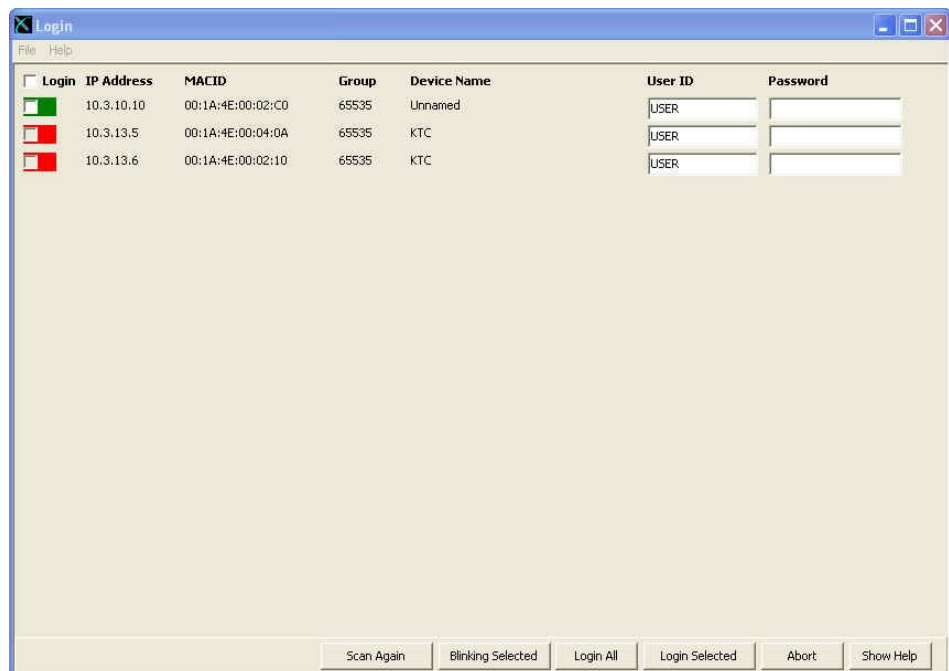 Login
File Help
Login IP Address MACID Group Device Name User ID Password
10.3.10.10 00:1A:4E:00:02:C0 65535 Unnamed USER
10.3.13.5 00:1A:4E:00:04:0A 65535 KTC USER
10.3.13.6 00:1A:4E:00:02:10 65535 KTC USER
Scan Again Blinking Selected Login All Login Selected Abort Show Help